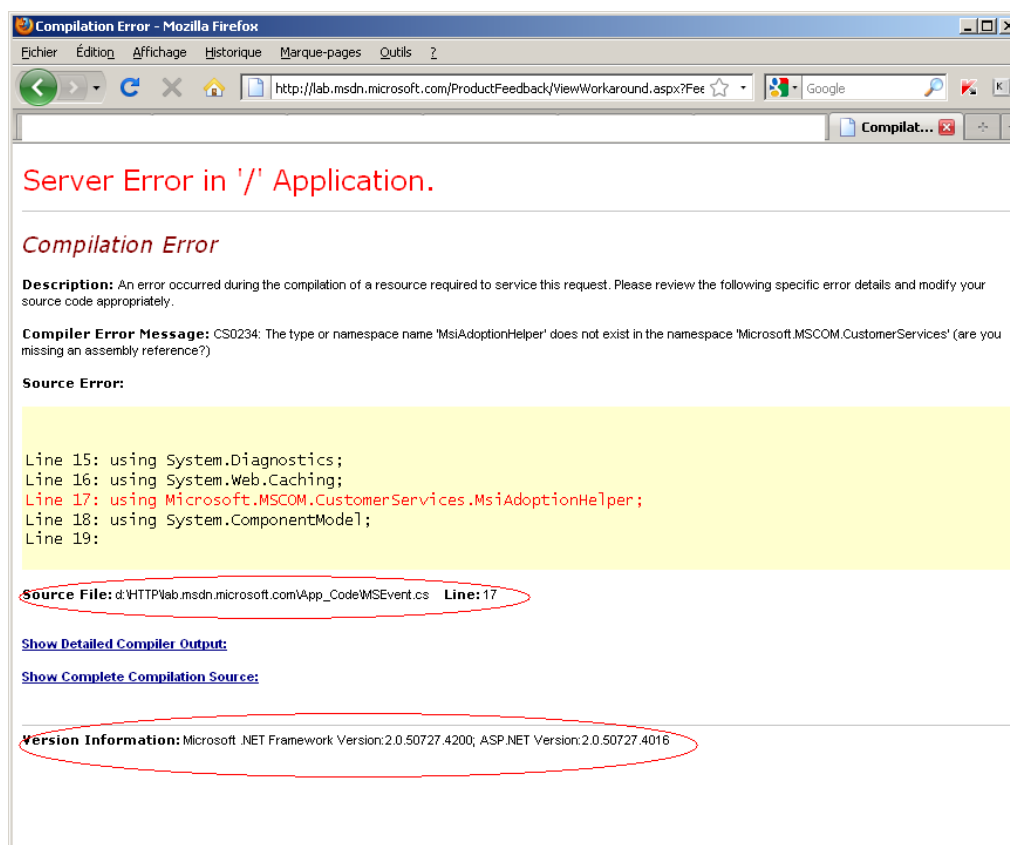 Compilation Error - Mozilla Firefox
Fichier Édition Affichage Historique Marque-pages Outils ?
http://lab.msdn.microsoft.com/ProductFeedback/ViewWorkaround.aspx?Fee
Google
K
Compilat...
Server Error in '/' Application.
Compilation Error
Description: An error occurred during the compilation of a resource required to service this request. Please review the following specific error details and modify your
source code appropriately.
Compiler Error Message: CS0234: The type or namespace name 'MsiAdoptionHelper' does not exist in the namespace 'Microsoft.MSCOM.CustomerServices' (are you
missing an assembly reference?)
Source Error:
Line 15: using System.Diagnostics;
Line 16: using System.Web.Caching;
Line 17: using Microsoft.MSCOM.CustomerServices.MsiAdoptionHelper;
Line 18: using System.ComponentModel;
Line 19:
Source File: d:\HTTP\lab.msdn.microsoft.com\App_Code\MSEvent.cs Line: 17
Show Detailed Compiler Output:
Show Complete Compilation Source:
Version Information: Microsoft .NET Framework Version:2.0.50727.4200; ASP.NET Version:2.0.50727.4016